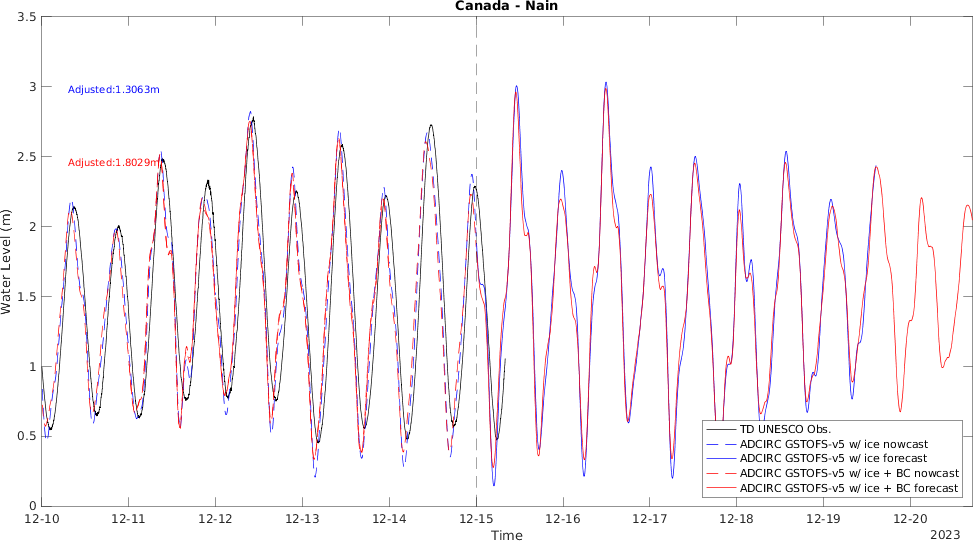 Canada - Nain
3.5
3
2.5
2
1.5
1
0.5
0
Water Level (m)
Adjusted:1.3063m
Adjusted:1.8029m
TD UNESCO Obs.
ADCIRC GSTOFS-v5 w/ ice nowcast
ADCIRC GSTOFS-v5 w/ ice forecast
ADCIRC GSTOFS-v5 w/ ice + BC nowcast
ADCIRC GSTOFS-v5 w/ ice + BC forecast
12-10 12-11 12-12 12-13 12-14 12-15 12-16 12-17 12-18 12-19 12-20
Time
2023